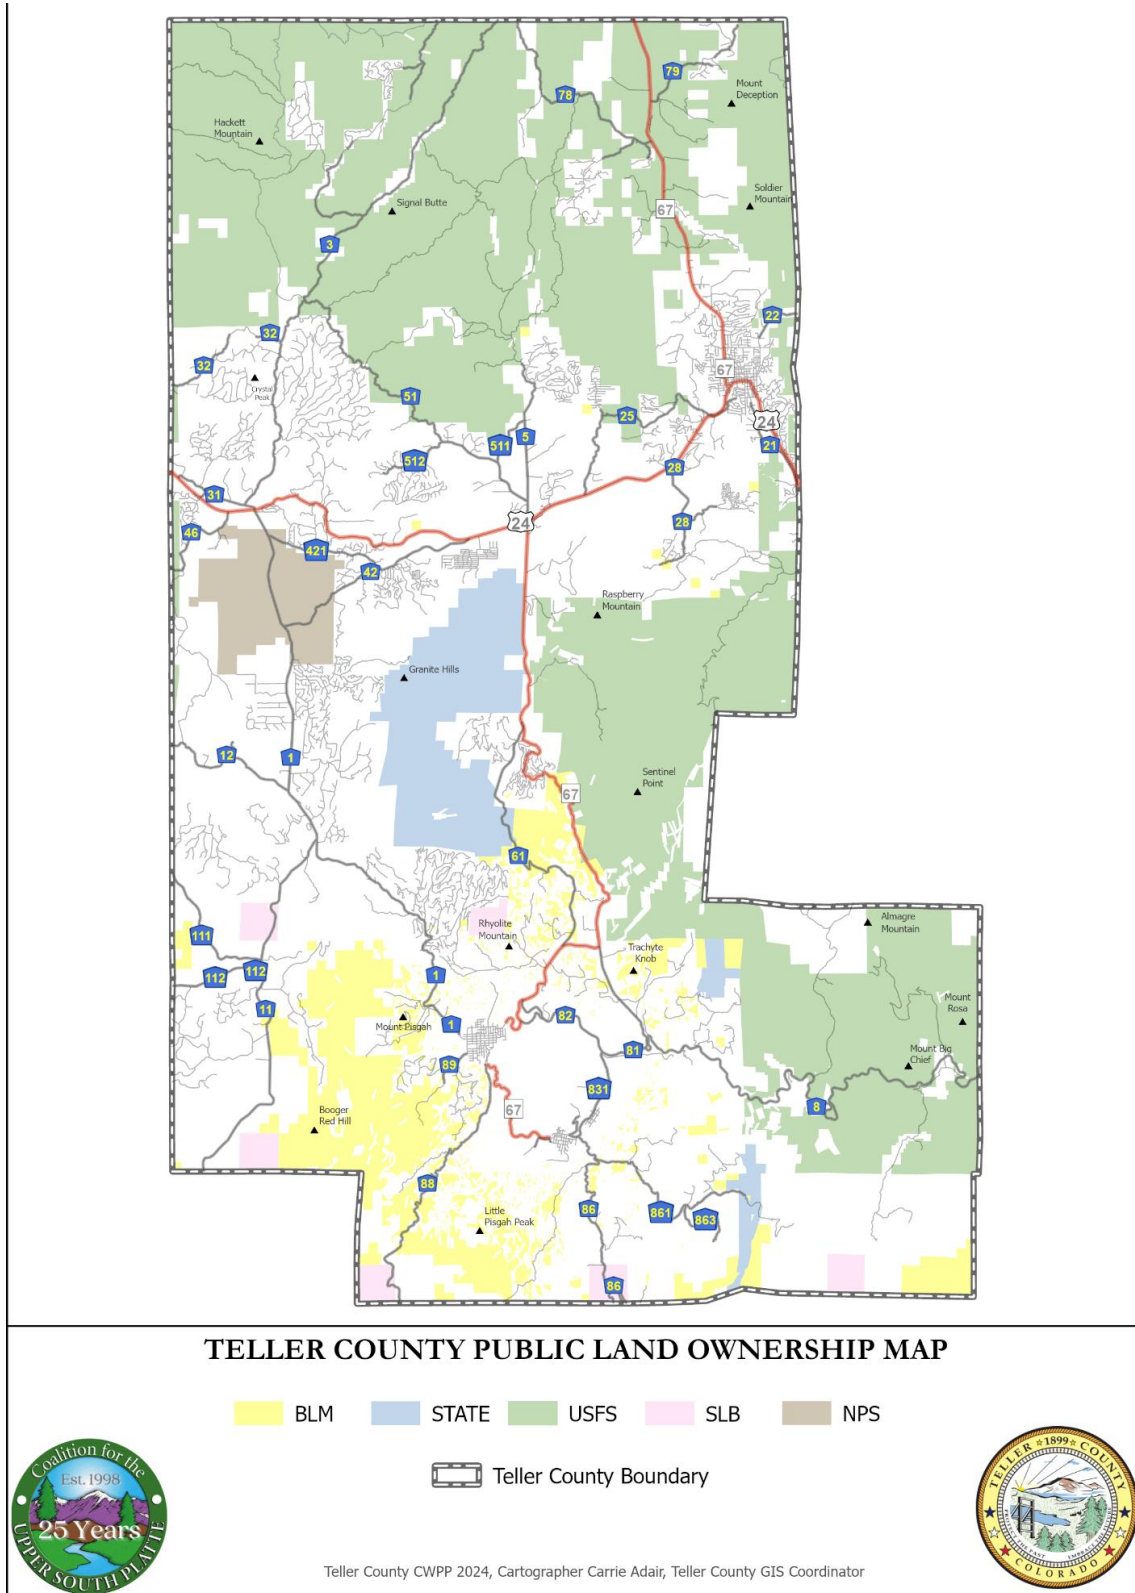 79
78
Mount
Deception
Hackett
Mountain
Signal Butte
Soldier
Mountain
67
3
22
32
32
67
Crystal
Peak
51
25
24
5
511
21
512
28
31
24
28
46
421
42
Raspberry
Mountain
Granite Hills
12
1
Sentinel
Point
67
61
Almagre
Mountain
Rhyolite
Mountain
111
Trachyte
Knob
112
112
1
Mount
Rosa
11
82
Mount Pisgah
1
81
Mount Big
Chief
89
831
8
67
Booger
Red Hill
88
Little
Pisgah Peak
86
861
863
86
TELLER COUNTY PUBLIC LAND OWNERSHIP MAP
BLM
STATE
USFS
SLB
NPS
Teller County Boundary
Coalition for the
Est. 1998
25 Years
UPPER SOUTH PLATTE
TELLER 1899 COUNTY
COLORADO
Teller County CWPP 2024, Cartographer Carrie Adair, Teller County GIS Coordinator